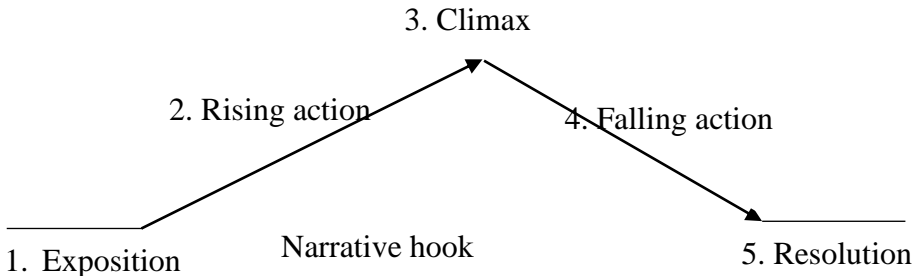 3. Climax
2. Rising action
4. Falling action
Narrative hook
1. Exposition
5. Resolution